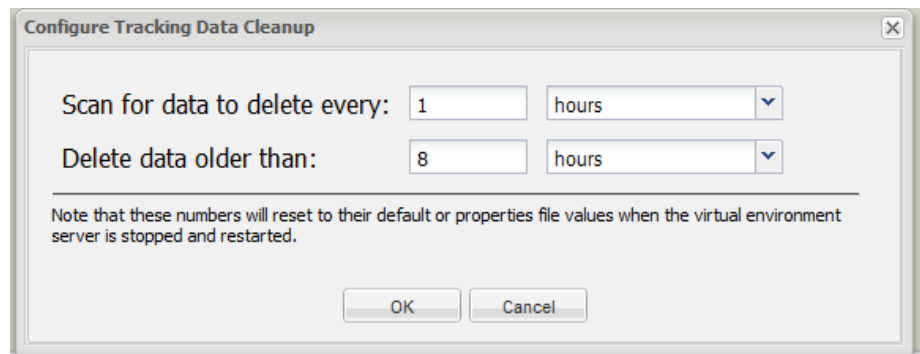 Configure Tracking Data Cleanup
Scan for data to delete every: 1 hours
Delete data older than: 8 hours
Note that these numbers will reset to their default or properties file values when the virtual environment
server is stopped and restarted.
OK Cancel